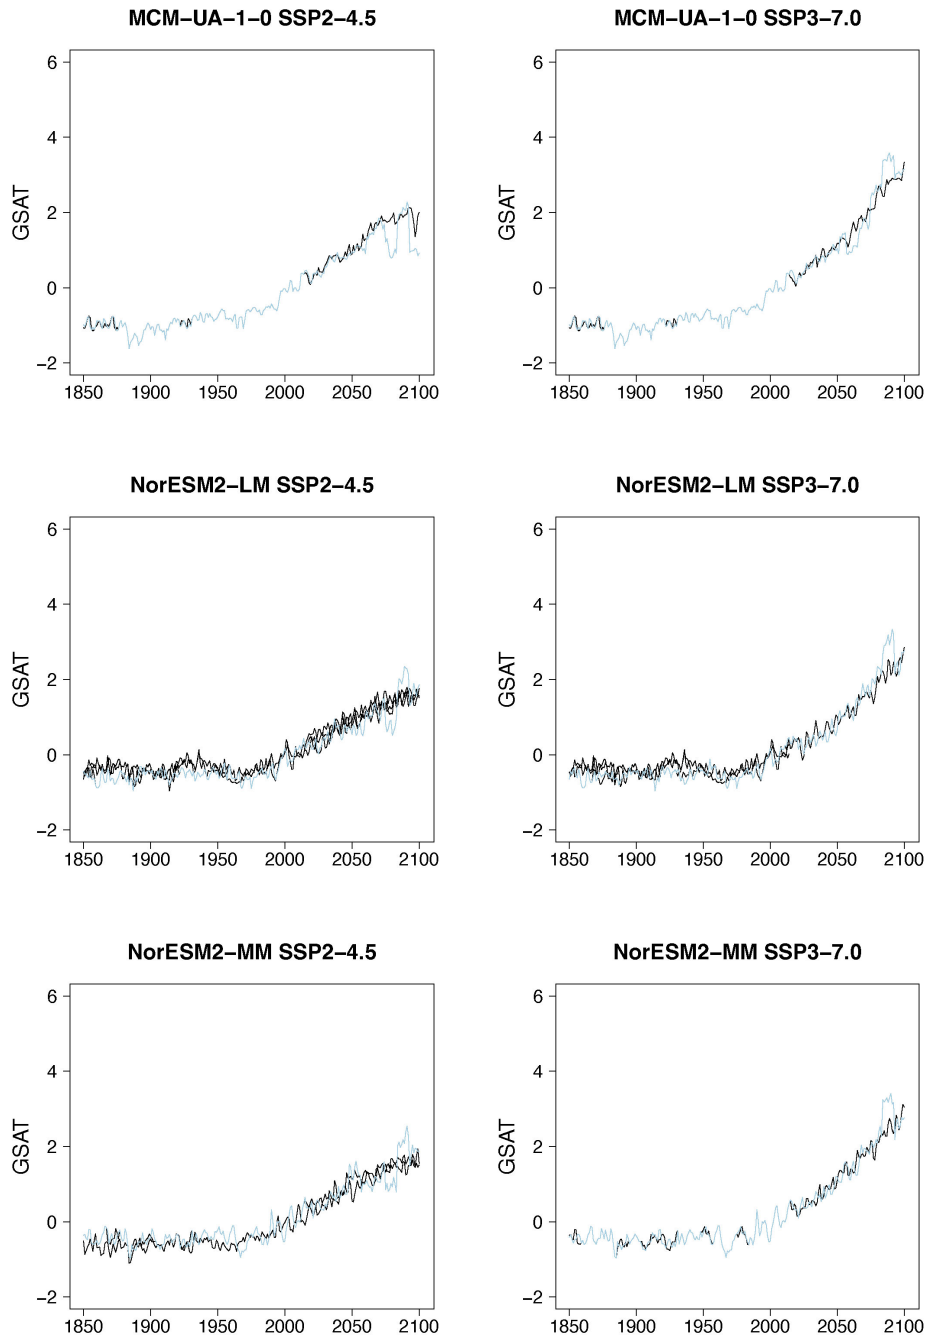 MCM−UA−1−0 SSP2−4.5
MCM−UA−1−0 SSP3−7.0
GSAT
6
4
2
0
−2
1850 1900 1950 2000 2050 2100
GSAT
6
4
2
0
−2
1850 1900 1950 2000 2050 2100
NorESM2−LM SSP2−4.5
NorESM2−LM SSP3−7.0
GSAT
6
4
2
0
−2
1850 1900 1950 2000 2050 2100
GSAT
6
4
2
0
−2
1850 1900 1950 2000 2050 2100
NorESM2−MM SSP2−4.5
NorESM2−MM SSP3−7.0
GSAT
6
4
2
0
−2
1850 1900 1950 2000 2050 2100
GSAT
6
4
2
0
−2
1850 1900 1950 2000 2050 2100